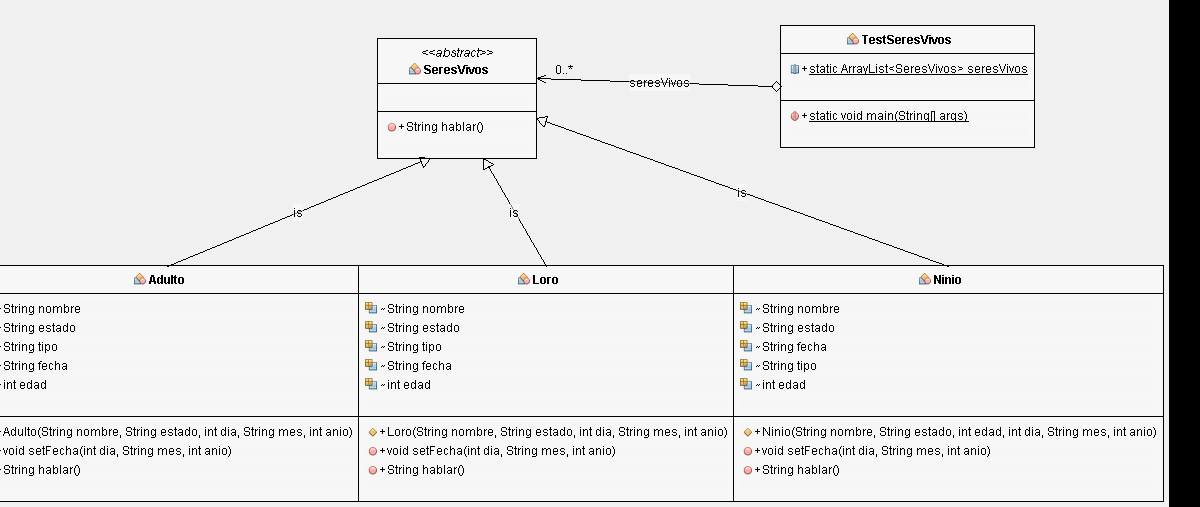 <<abstract>>
SeresVivos
+String hablar()
0..*
seresVivos
TestSeresVivos
+static ArrayList<SeresVivos> seresVivos
+static void main(String[] args)
is
is
is
Adulto
String nombre
String estado
String tipo
String fecha
int edad
Adulto(String nombre, String estado, int dia, String mes, int anio)
void setFecha(int dia, String mes, int anio)
String hablar()
Loro
~String nombre
~String estado
~String tipo
~String fecha
~int edad
+Loro(String nombre, String estado, int dia, String mes, int anio)
+void setFecha(int dia, String mes, int anio)
+String hablar()
Ninio
~String nombre
~String estado
~String fecha
~String tipo
~int edad
+Ninio(String nombre, String estado, int edad, int dia, String mes, int anio)
+void setFecha(int dia, String mes, int anio)
+String hablar()